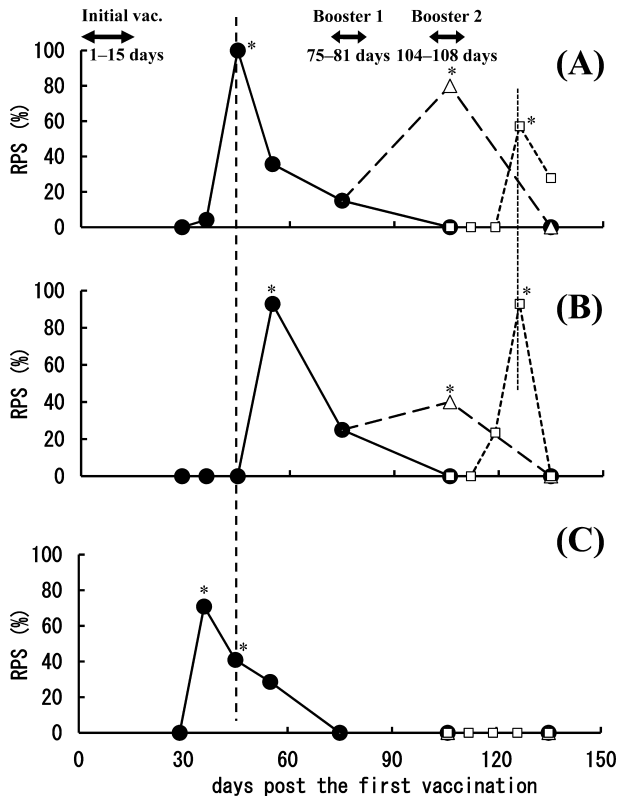 Initial vac. Booster 1 Booster 2
1–15 days 75–81 days 104–108 days
(A)
RPS (%)
100
80
60
40
20
0
*
*
*
(B)
RPS (%)
100
80
60
40
20
0
*
*
*
(C)
RPS (%)
100
80
60
40
20
0
*
*
0 30 60 90 120 150
days post the first vaccination